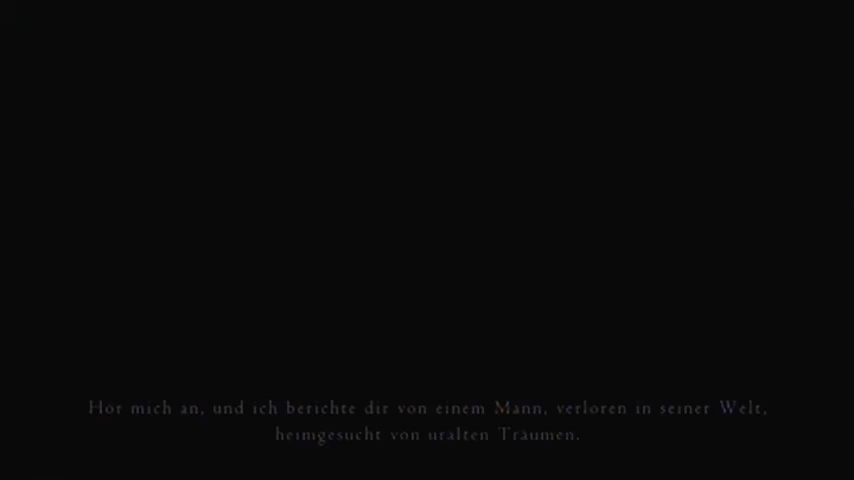 Hör mich an, und ich berichte dir von einem Mann, verloren in seiner Welt,
heimgesucht von uralten Träumen.